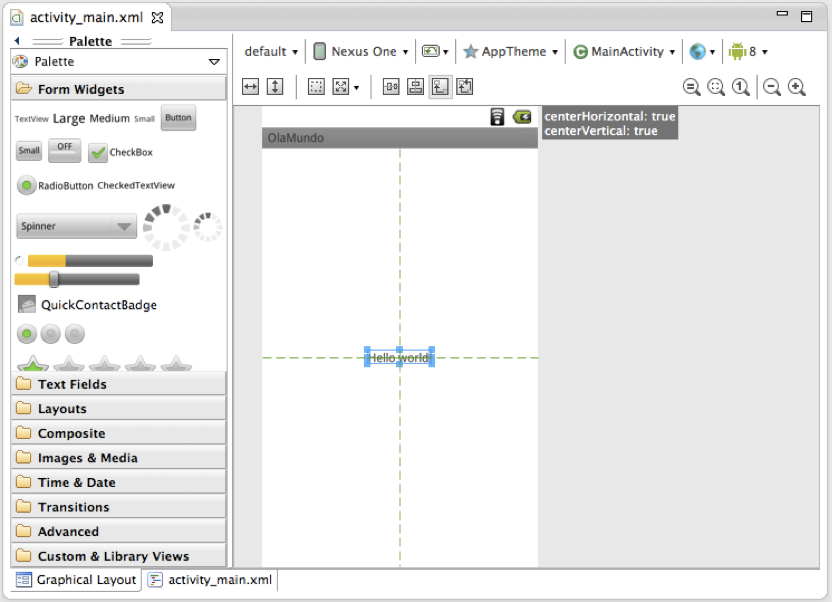 activity_main.xml
Palette
Palette
Form Widgets
TextView Large Medium Small Button
Small OFF CheckBox
RadioButton CheckedTextView
Spinner
QuickContactBadge
Text Fields
Layouts
Composite
Images & Media
Time & Date
Transitions
Advanced
Custom & Library Views
default Nexus One AppTheme MainActivity 8
1
OlaMundo
centerHorizontal: true
centerVertical: true
Hello world!
Graphical Layout activity_main.xml